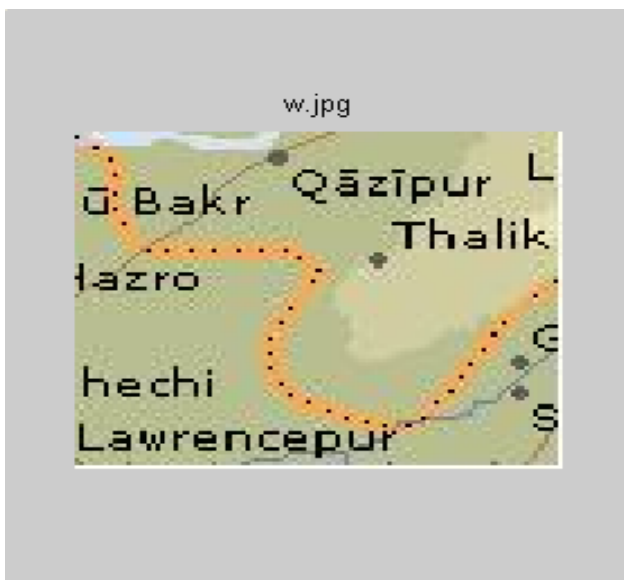 w.jpg
Qāzīpur L
ū Bakr
Thalik
Hazro
G
hechi
S
Lawrencepur